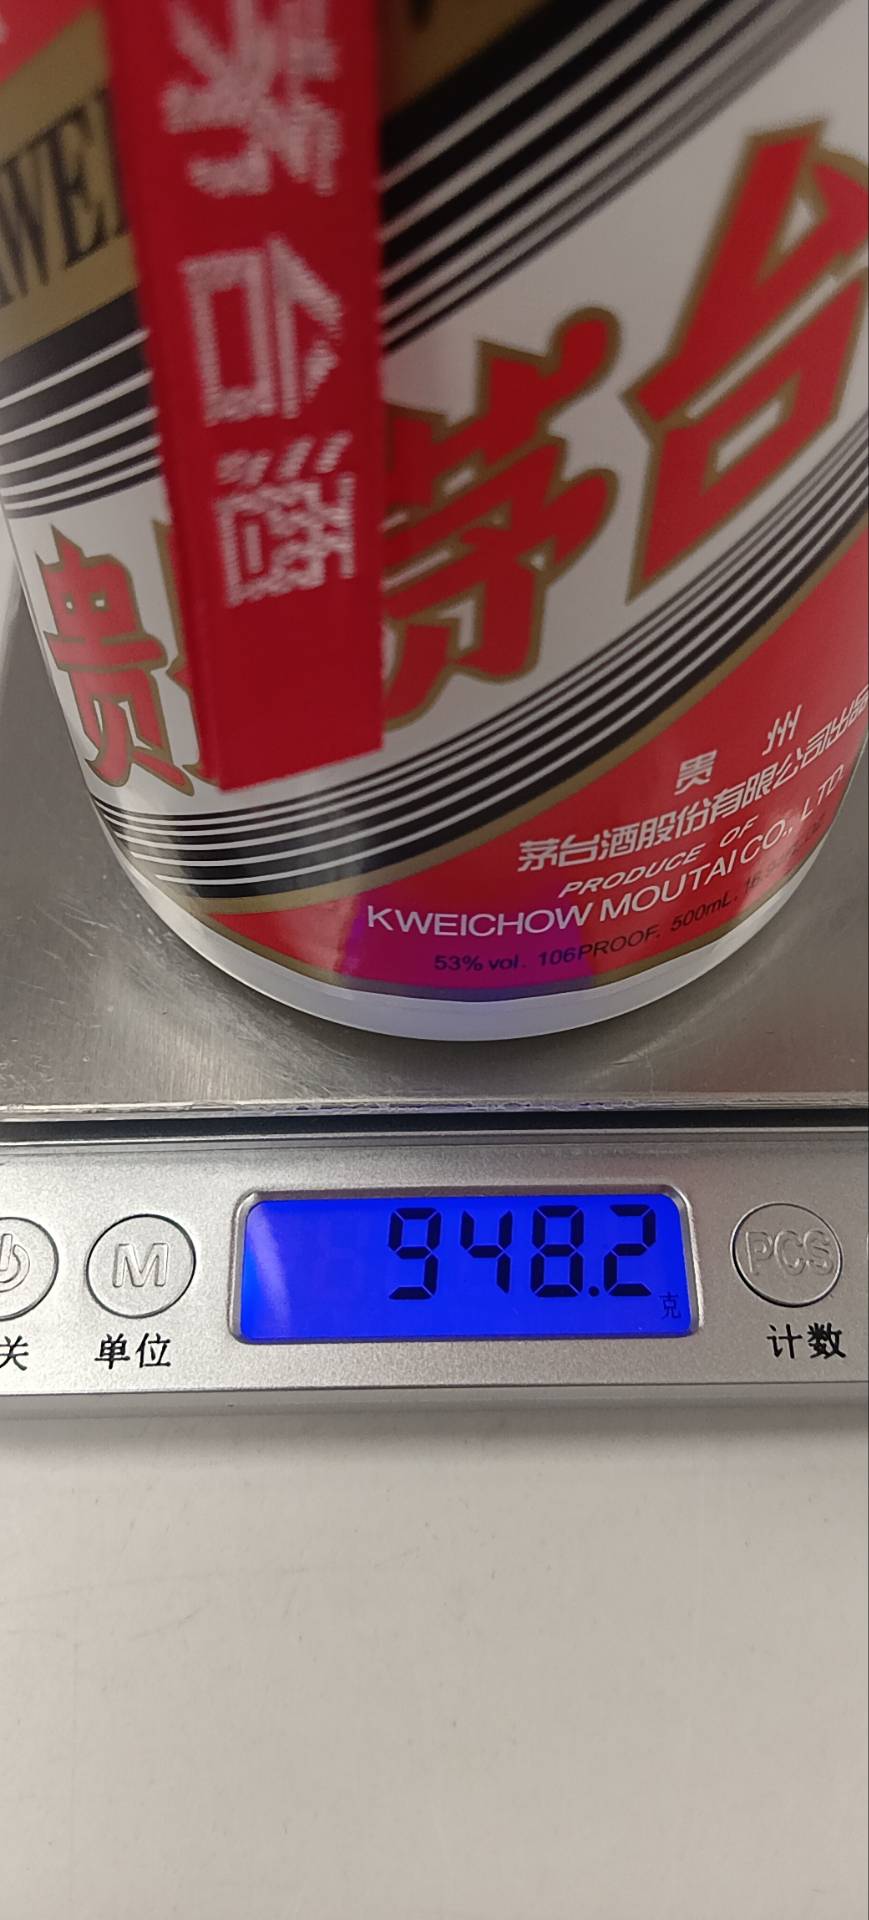 茅台酒
贵州茅台
贵 州
茅台酒股份有限公司出品
PRODUCE OF
KWEICHOW MOUTAI CO., LTD.
53% vol. 106PROOF. 500mL.
948.2
克
M
PCS
关
单位
计数